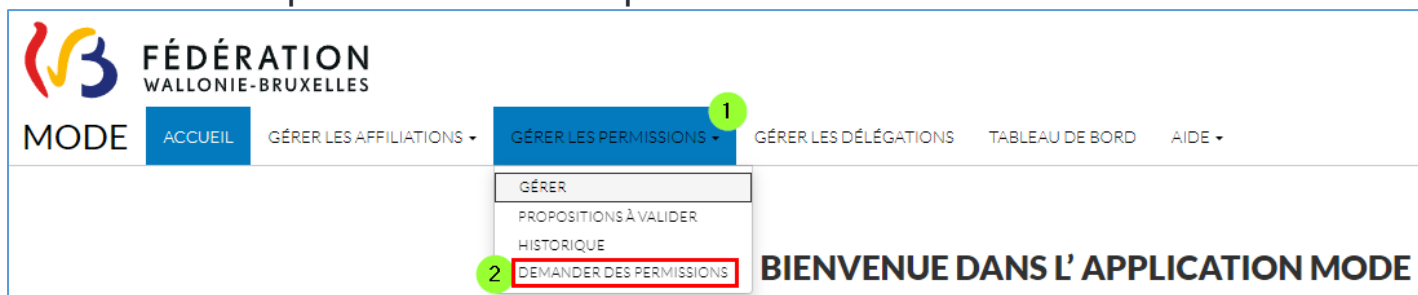 FÉDÉRATION
WALLONIE-BRUXELLES
MODE ACCUEIL GÉRER LES AFFILIATIONS GÉRER LES PERMISSIONS 1 GÉRER LES DÉLÉGATIONS TABLEAU DE BORD AIDE
GÉRER
PROPOSITIONS À VALIDER
HISTORIQUE
2 DEMANDER DES PERMISSIONS
BIENVENUE DANS L' APPLICATION MODE